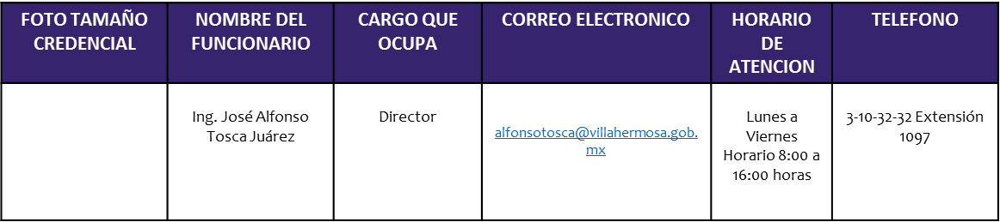 FOTO TAMAÑO
CREDENCIAL
NOMBRE DEL
FUNCIONARIO
CARGO QUE
OCUPA
CORREO ELECTRONICO
HORARIO
DE
ATENCION
TELEFONO
Ing. José Alfonso
Tosca Juárez
Director
alfonsotosca@villahermosa.gob.
mx
Lunes a
Viernes
Horario 8:00 a
16:00 horas
3-10-32-32 Extensión
1097